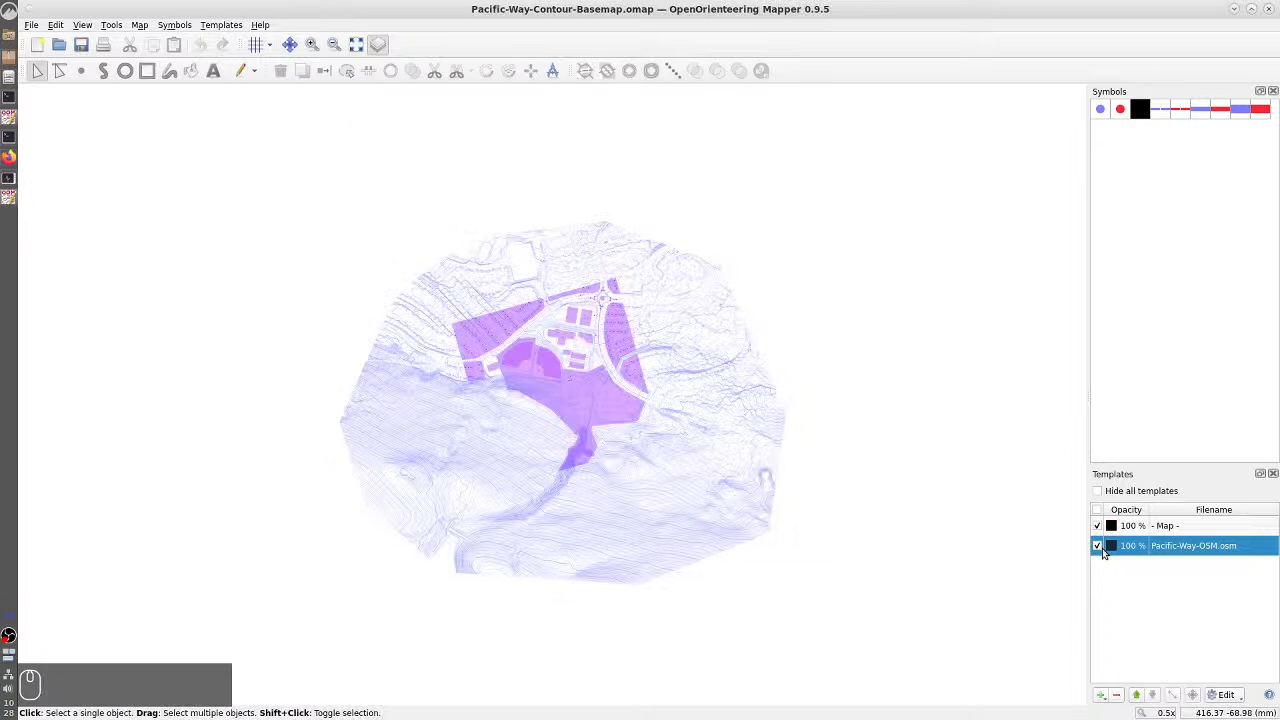 Pacific-Way-Contour-Basemap.omap — OpenOrienteering Mapper 0.9.5
File Edit View Tools Map Symbols Templates Help
Symbols
Templates
Hide all templates
Opacity Filename
100 % - Map -
100 % Pacific-Way-OSM.osm
Edit
10
28
Click: Select a single object. Drag: Select multiple objects. Shift+Click: Toggle selection.
0.5x 416.37 -68.98 (mm)